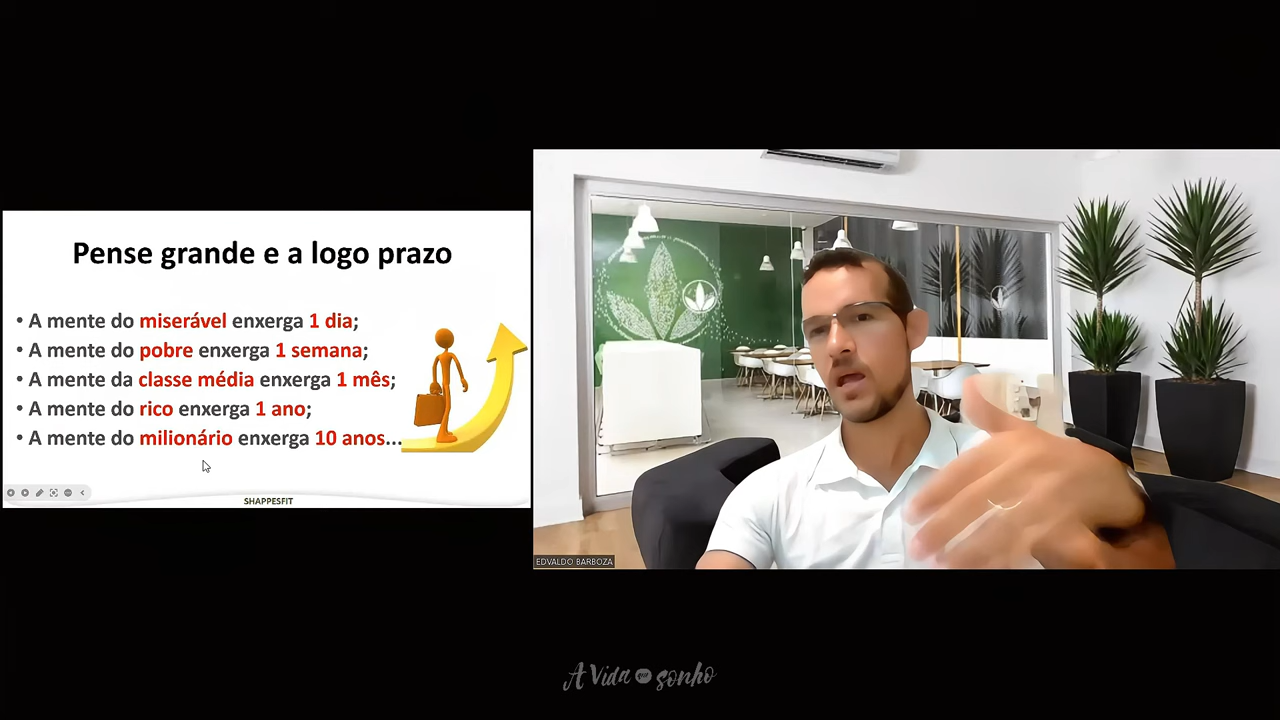 Pense grande e a logo prazo
• A mente do miserável enxerga 1 dia;
• A mente do pobre enxerga 1 semana;
• A mente da classe média enxerga 1 mês;
• A mente do rico enxerga 1 ano;
• A mente do milionário enxerga 10 anos...
SHAPPESFIT
EDVALDO BARBOZA
A Vida que sonho